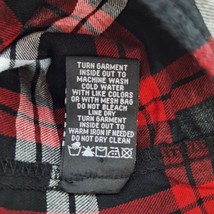 TURN GARMENT
INSIDE OUT TO
MACHINE WASH
COLD WATER
WITH LIKE COLORS
OR WITH MESH BAG
DO NOT BLEACH
LINE DRY
TURN GARMENT
INSIDE OUT TO
WARM IRON IF NEEDED
DO NOT DRY CLEAN